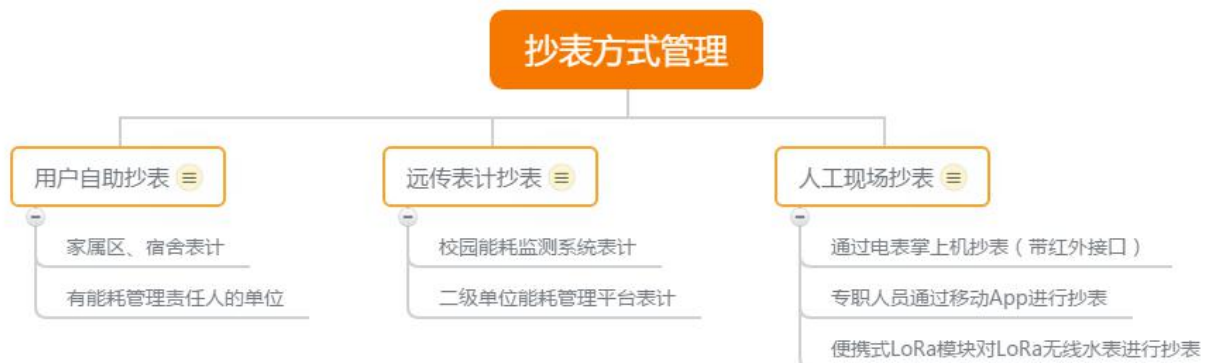 抄表方式管理
用户自助抄表
家属区、宿舍表计
有能耗管理责任人的单位
远传表计抄表
校园能耗监测系统表计
二级单位能耗管理平台表计
人工现场抄表
通过电表掌上机抄表（带红外接口）
专职人员通过移动App进行抄表
便携式LoRa模块对LoRa无线水表进行抄表